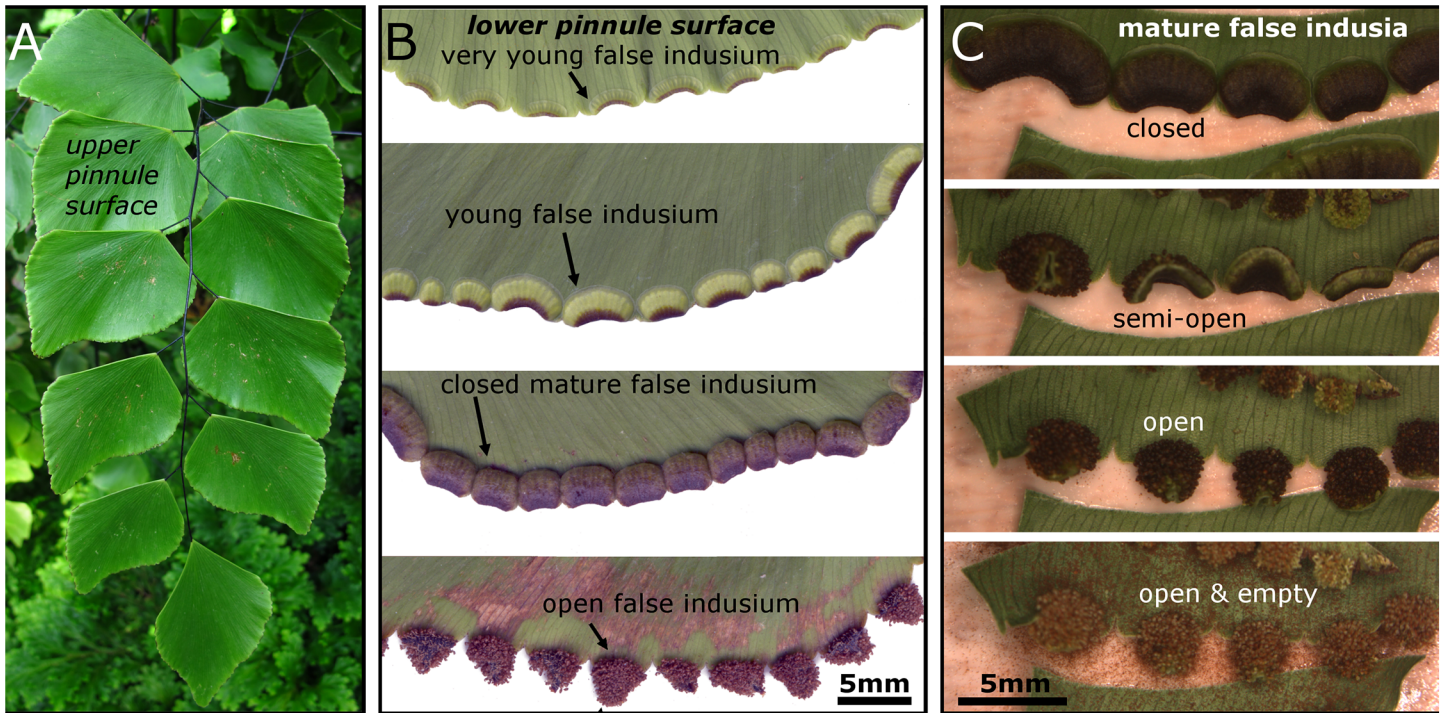 A
upper
pinnule
surface
B
lower pinnule surface
very young false indusium
young false indusium
closed mature false indusium
open false indusium
5mm
C
mature false indusia
closed
semi-open
open
open & empty
5mm